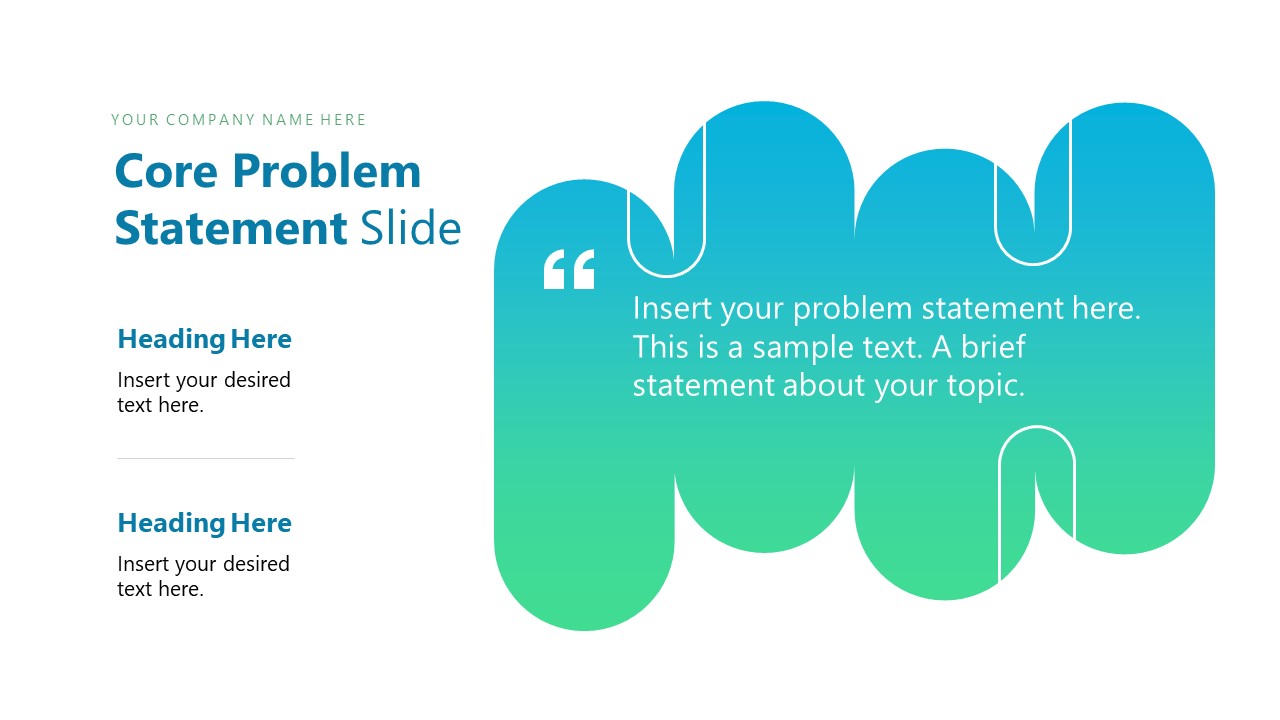 YOUR COMPANY NAME HERE
Core Problem
Statement Slide
Heading Here
Insert your desired
text here.
Heading Here
Insert your desired
text here.
“
Insert your problem statement here.
This is a sample text. A brief
statement about your topic.